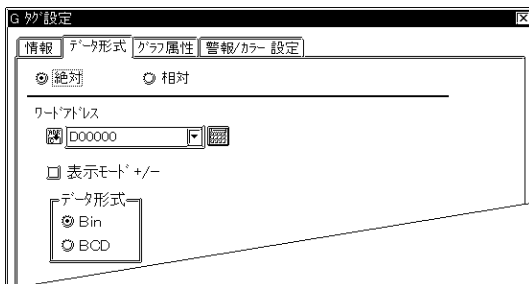 G ﾀｸﾞ設定
情報 ﾃﾞｰﾀ形式 ｸﾞﾗﾌ属性 警報/ｶﾗｰ 設定
絶対 相対
ﾜｰﾄﾞｱﾄﾞﾚｽ
D00000
表示ﾓｰﾄﾞ +/−
ﾃﾞｰﾀ形式
Bin
BCD